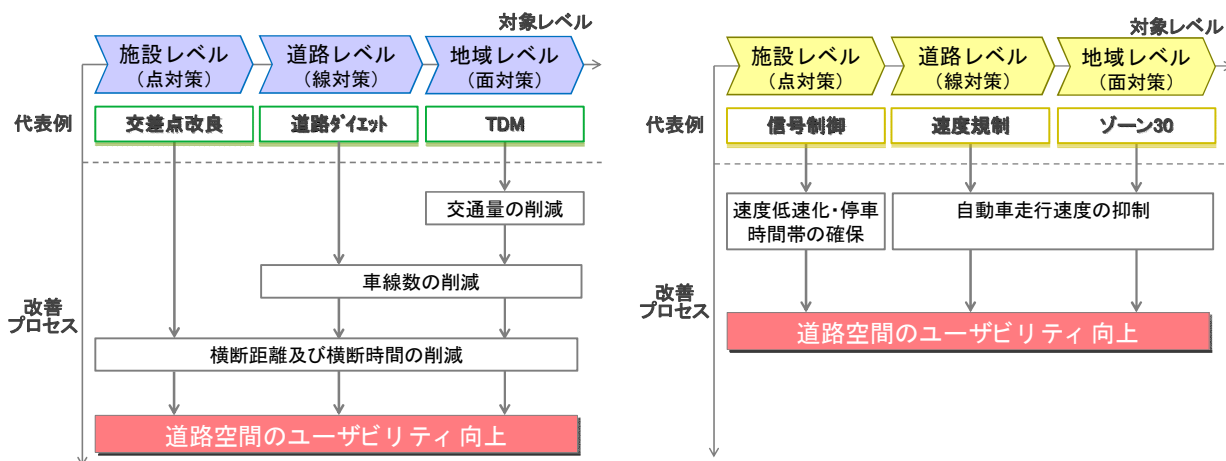 対象レベル
施設レベル
（点対策）
道路レベル
（線対策）
地域レベル
（面対策）
代表例
交差点改良
道路ﾀﾞｲｴｯﾄ
TDM
交通量の削減
車線数の削減
改善
プロセス
横断距離及び横断時間の削減
道路空間のユーザビリティ 向上
対象レベル
施設レベル
（点対策）
道路レベル
（線対策）
地域レベル
（面対策）
代表例
信号制御
速度規制
ゾーン30
速度低速化・停車
時間帯の確保
自動車走行速度の抑制
改善
プロセス
道路空間のユーザビリティ 向上